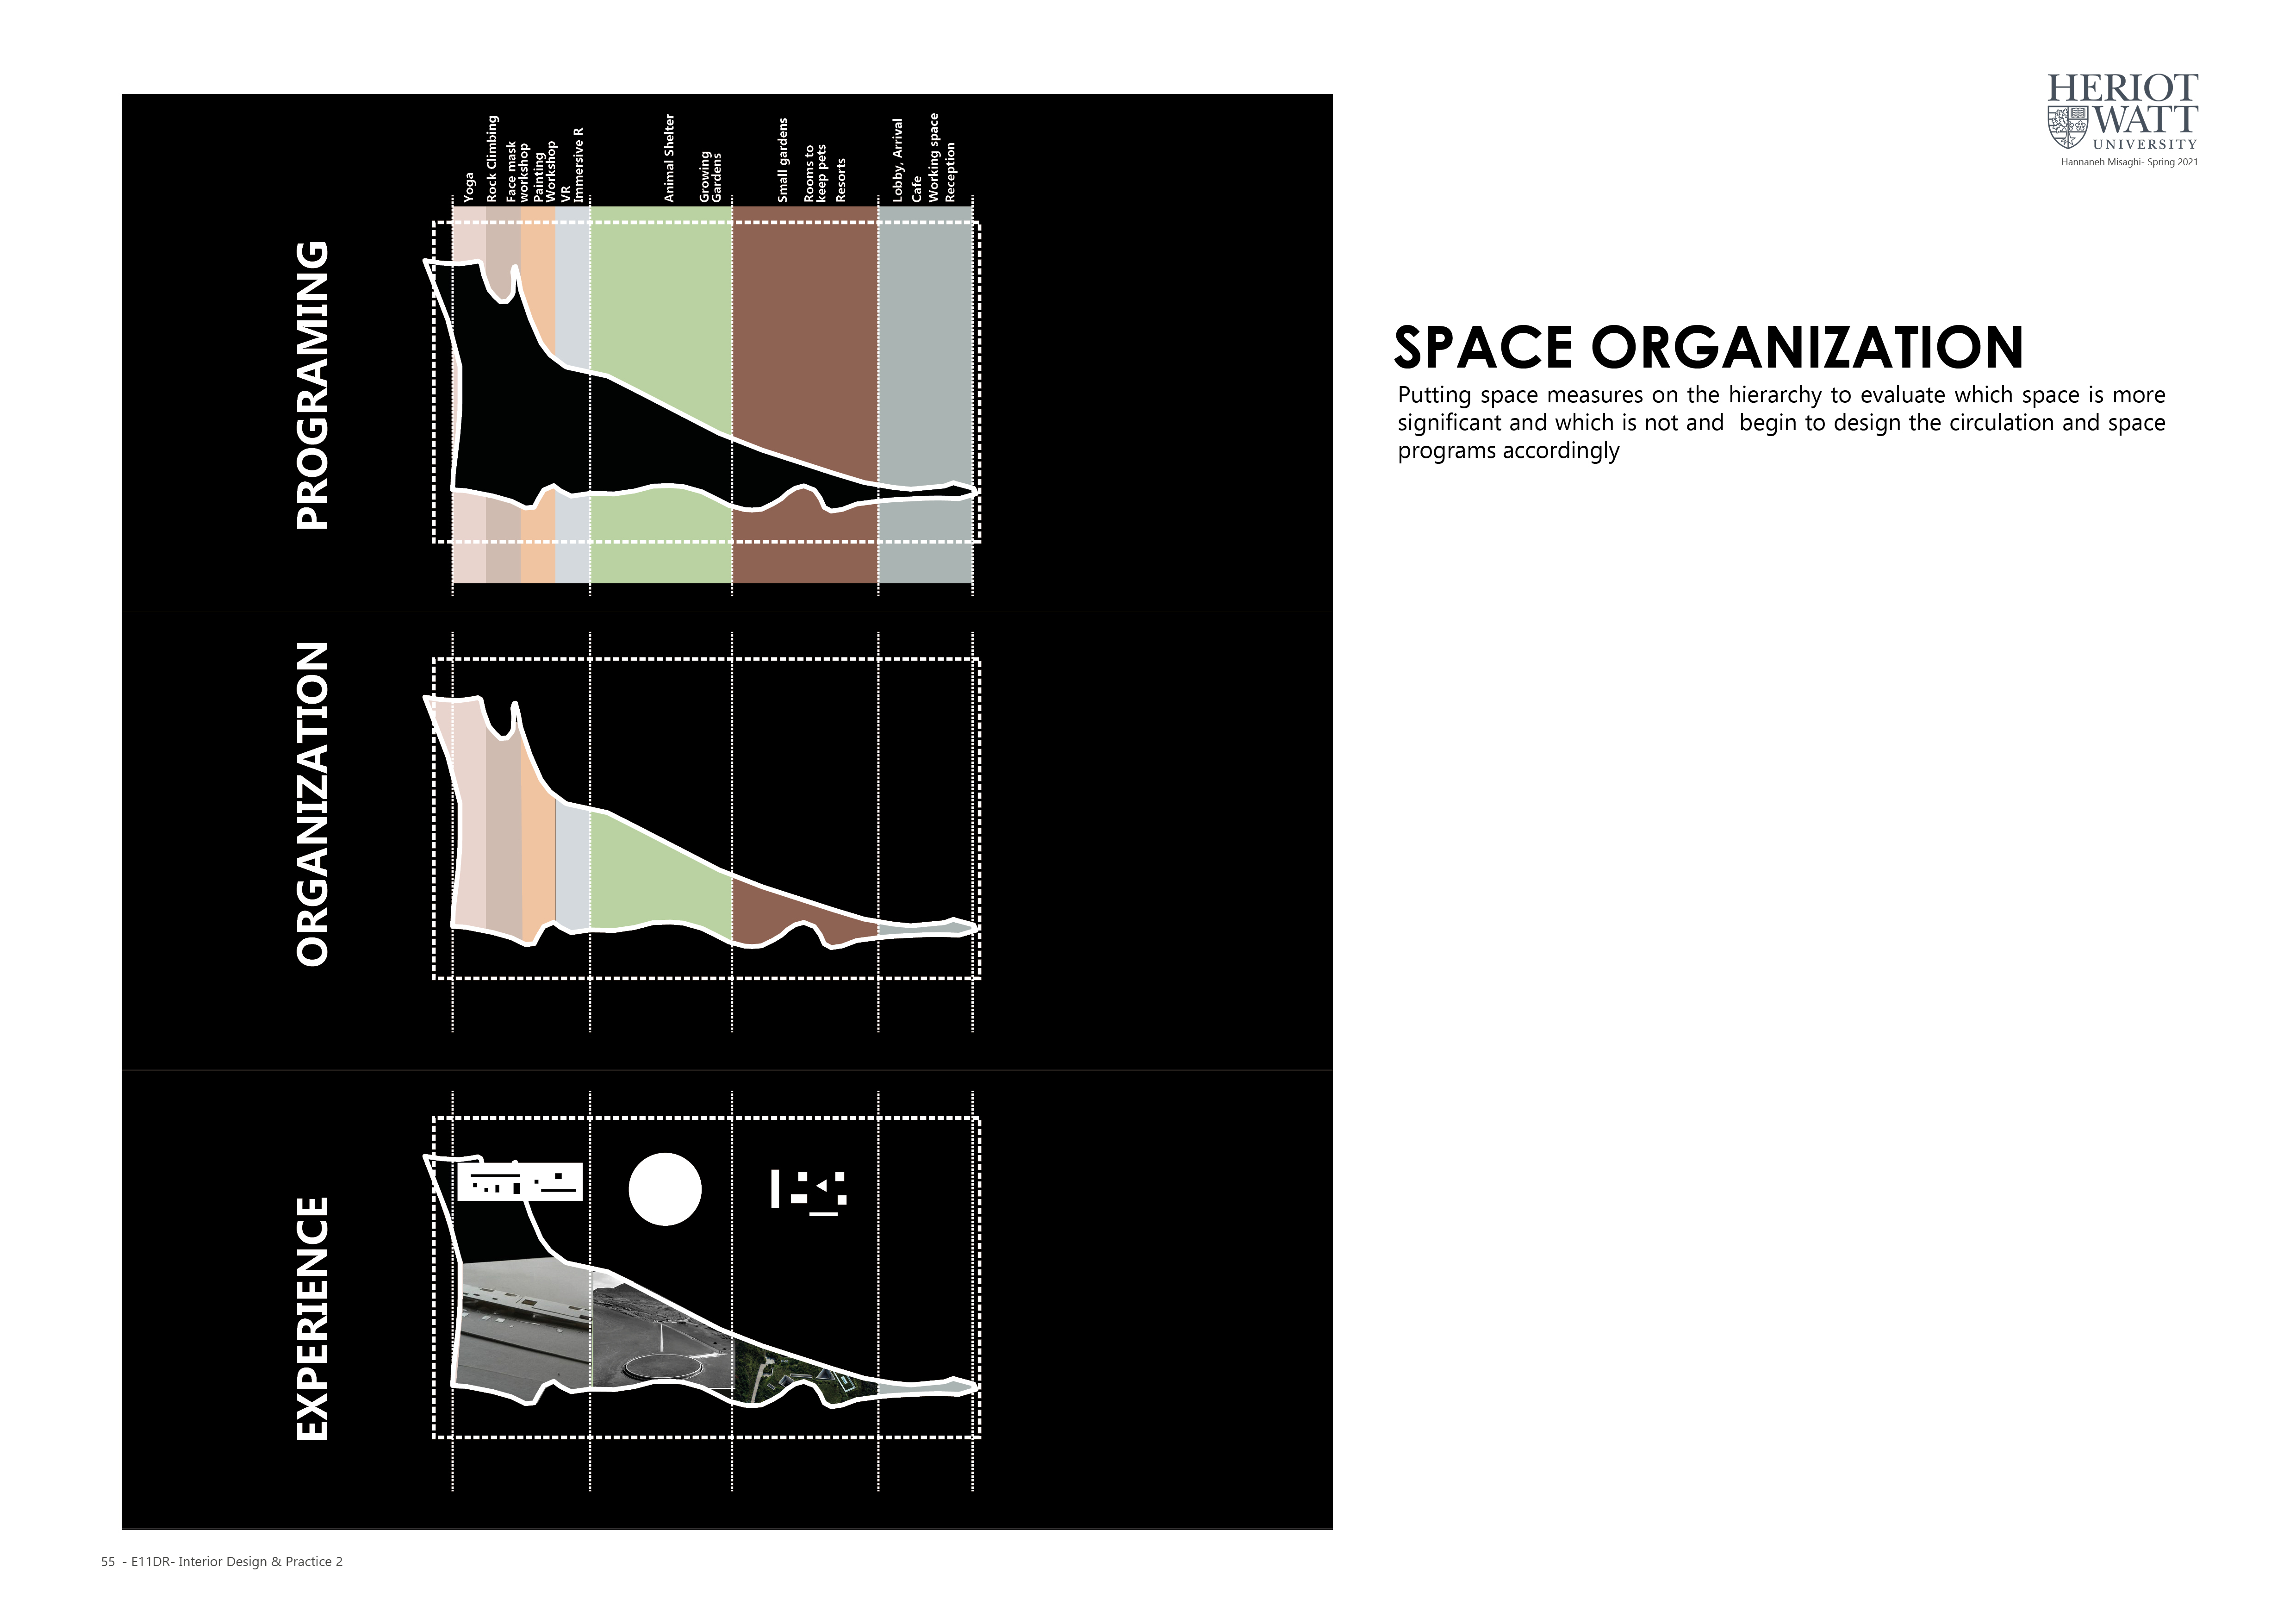 HERIOT
WATT
UNIVERSITY
Hannaneh Misaghi- Spring 2021
Yoga
Rock Climbing
Face mask
workshop
Painting
Workshop
VR
Immersive R
Animal Shelter
Growing
Gardens
Small gardens
Rooms to
keep pets
Resorts
Lobby, Arrival
Cafe
Working space
Reception
PROGRAMING
ORGANIZATION
EXPERIENCE
SPACE ORGANIZATION
Putting space measures on the hierarchy to evaluate which space is more
significant and which is not and  begin to design the circulation and space
programs accordingly
55  - E11DR- Interior Design & Practice 2